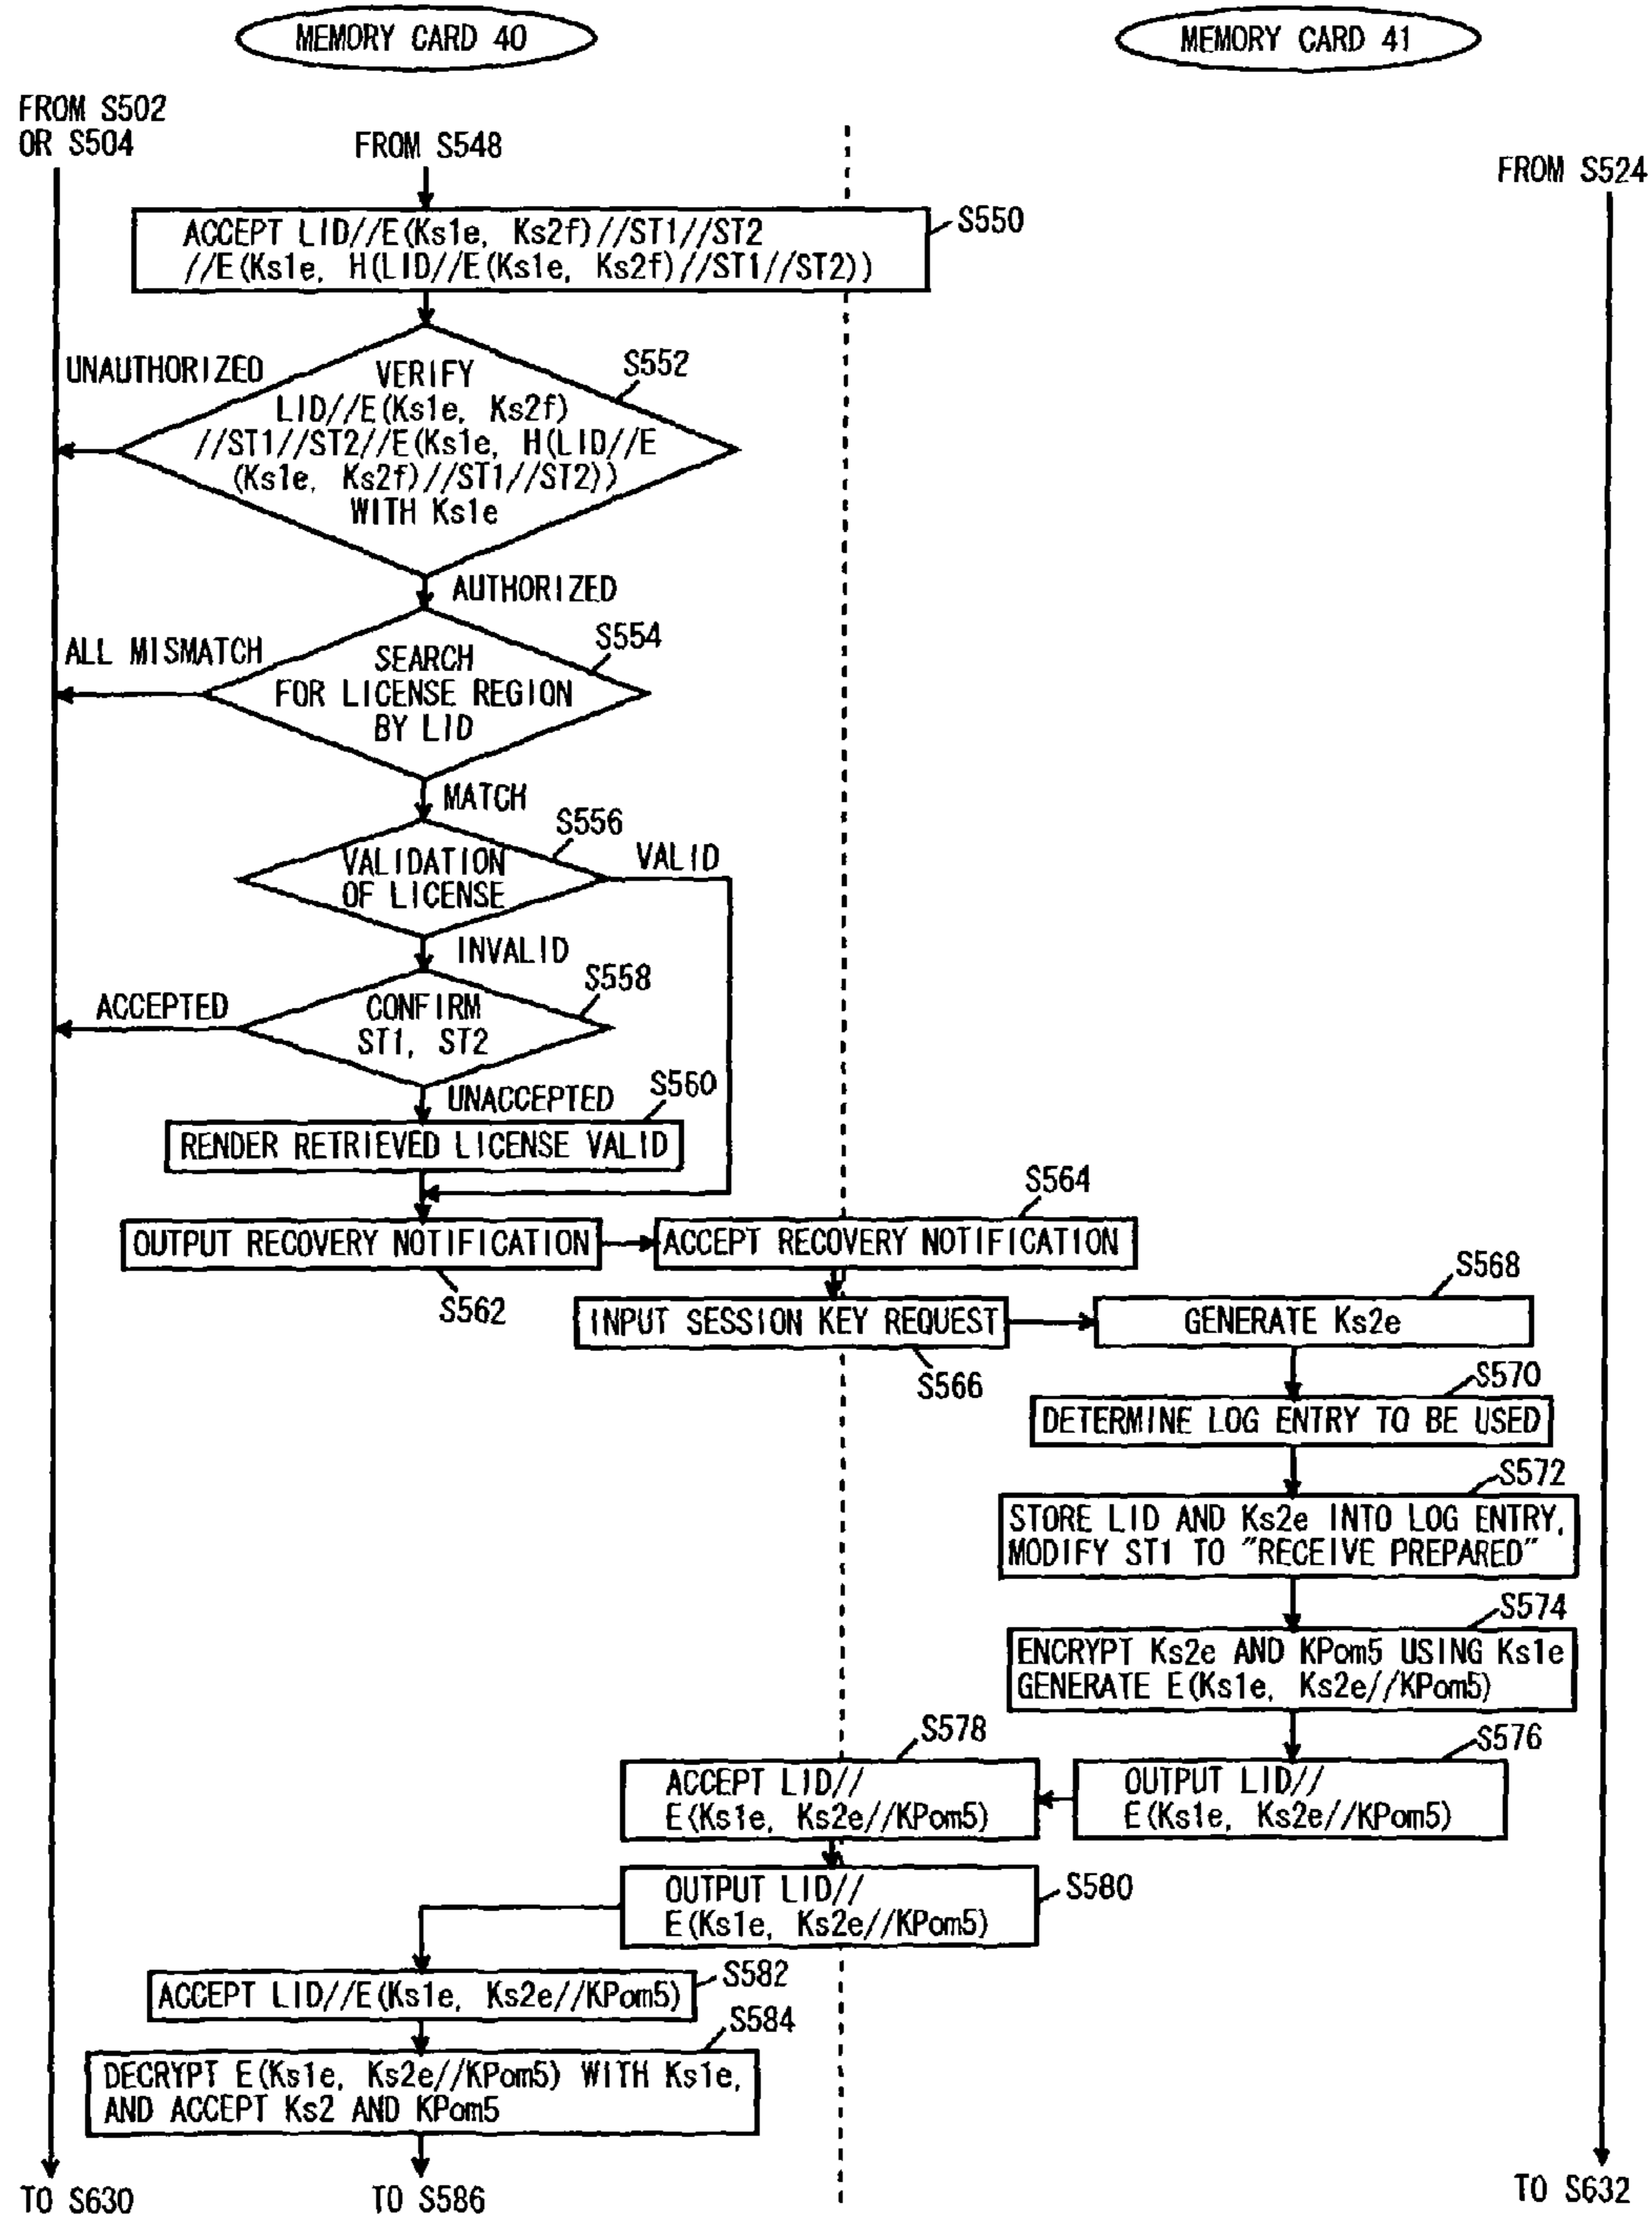 MEMORY CARD 40
MEMORY CARD 41
FROM S502
OR S504
FROM S548
FROM S524
ACCEPT LID//E(Ks1e, Ks2f)//ST1//ST2
//E(Ks1e, H(LID//E(Ks1e, Ks2f)//ST1//ST2))
S550
UNAUTHORIZED
S552
VERIFY
LID//E(Ks1e, Ks2f)
//ST1//ST2//E(Ks1e, H(LID//E
(Ks1e, Ks2f)//ST1//ST2))
WITH Ks1e
AUTHORIZED
ALL MISMATCH
S554
SEARCH
FOR LICENSE REGION
BY LID
MATCH
S556
VALIDATION
OF LICENSE
VALID
INVALID
S558
ACCEPTED
CONFIRM
ST1, ST2
UNACCEPTED
S560
RENDER RETRIEVED LICENSE VALID
S564
OUTPUT RECOVERY NOTIFICATION
ACCEPT RECOVERY NOTIFICATION
S562
S568
INPUT SESSION KEY REQUEST
GENERATE Ks2e
S566
S570
DETERMINE LOG ENTRY TO BE USED
S572
STORE LID AND Ks2e INTO LOG ENTRY,
MODIFY ST1 TO "RECEIVE PREPARED"
S574
ENCRYPT Ks2e AND KPom5 USING Ks1e
GENERATE E(Ks1e, Ks2e//KPom5)
S578
S576
ACCEPT LID//
E(Ks1e, Ks2e//KPom5)
OUTPUT LID//
E(Ks1e, Ks2e//KPom5)
OUTPUT LID//
E(Ks1e, Ks2e//KPom5)
S580
ACCEPT LID//E(Ks1e, Ks2e//KPom5)
S582
S584
DECRYPT E(Ks1e, Ks2e//KPom5) WITH Ks1e,
AND ACCEPT Ks2 AND KPom5
TO S630
TO S586
TO S632